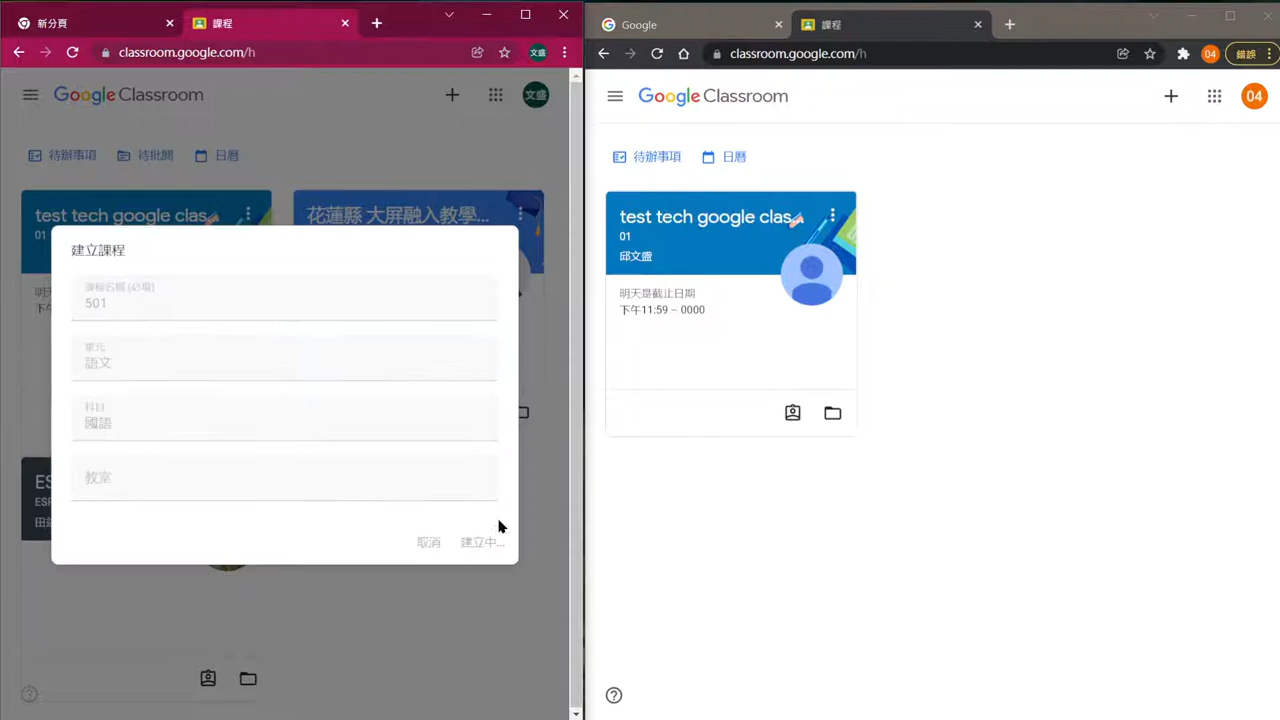 新分頁
課程
classroom.google.com/h
文盛
Google Classroom
文盛
待辦事項
待批閱
日曆
test tech google clas...
01
花蓮縣 大屏融入教學...
建立課程
課程名稱 (必填)
501
單元
語文
科目
國語
教室
取消
建立中...
Google
課程
classroom.google.com/h
04
錯誤
Google Classroom
04
待辦事項
日曆
test tech google clas...
01
邱文盛
明天是截止日期
下午11:59 – 0000